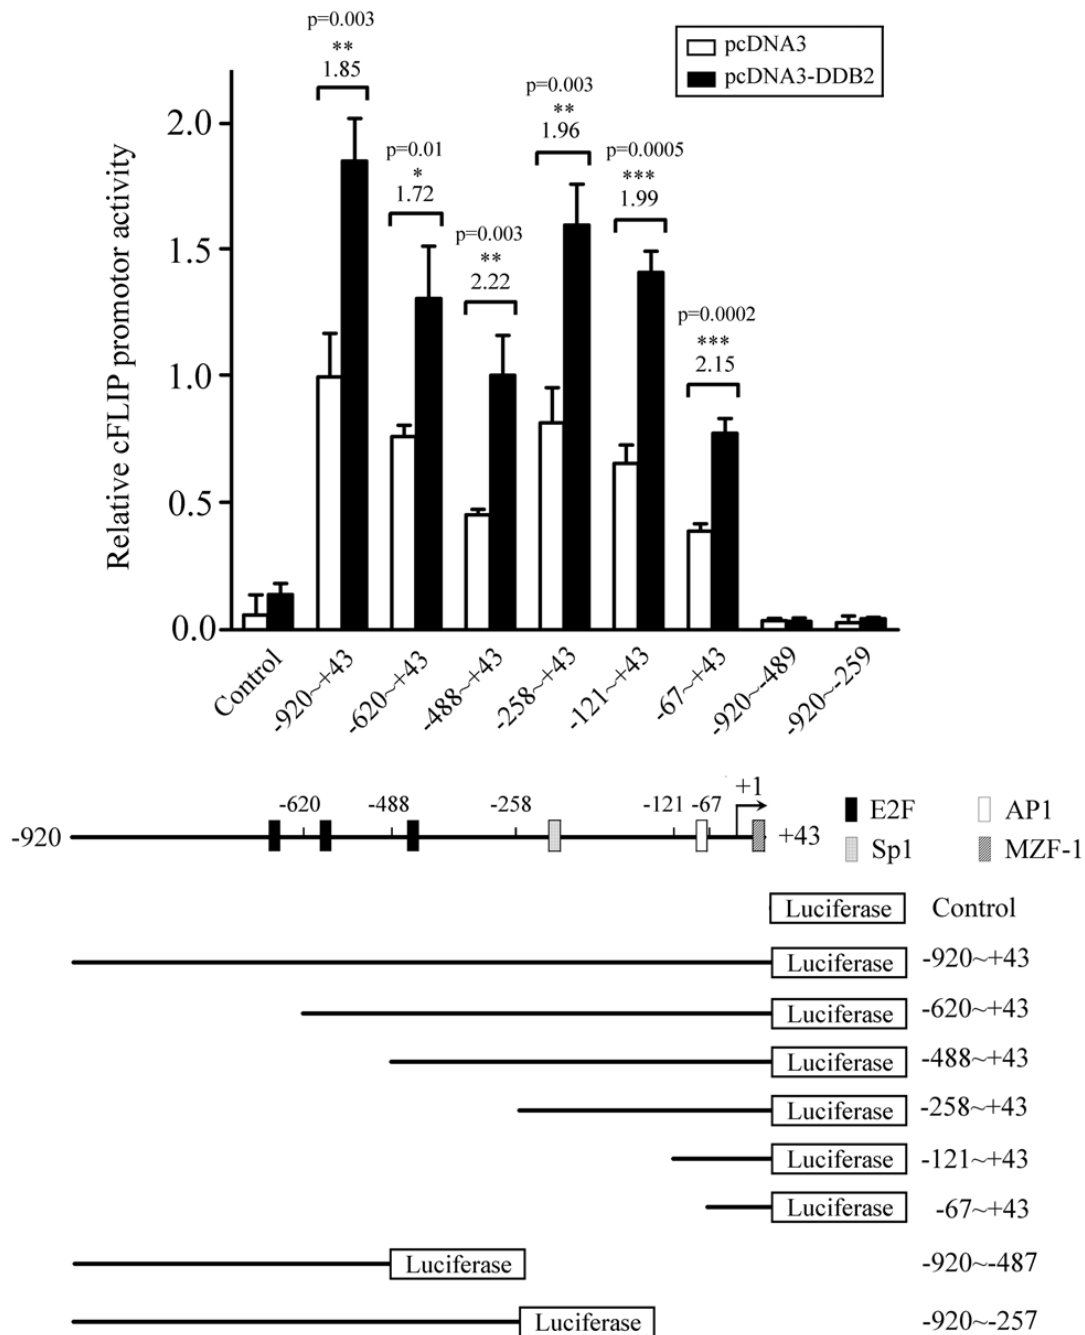 p=0.003
**
1.85
pcDNA3
pcDNA3-DDB2
p=0.003
**
1.96
p=0.01
*
1.72
p=0.0005
***
1.99
p=0.003
**
2.22
p=0.0002
***
2.15
Relative cFLIP promotor activity
2.0
1.5
1.0
0.5
0.0
Control
-920~+43
-620~+43
-488~+43
-258~+43
-121~+43
-67~+43
-920~-489
-920~-259
-920
-620
-488
-258
-121
-67
+1
+43
E2F
AP1
Sp1
MZF-1
Luciferase Control
Luciferase -920~+43
Luciferase -620~+43
Luciferase -488~+43
Luciferase -258~+43
Luciferase -121~+43
Luciferase -67~+43
Luciferase -920~-487
Luciferase -920~-257